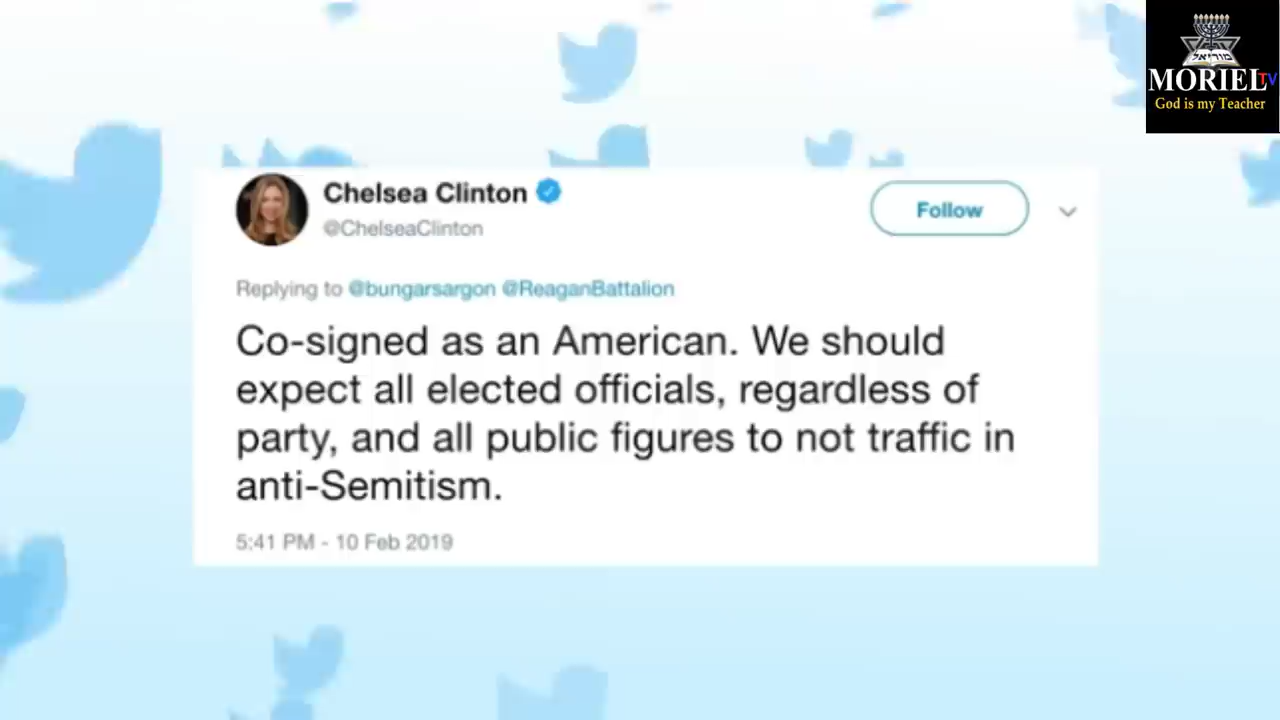 מוריאל
MORIELTV
God is my Teacher
Chelsea Clinton
@ChelseaClinton
Follow
Replying to @bungarsargon @ReaganBattalion
Co-signed as an American. We should
expect all elected officials, regardless of
party, and all public figures to not traffic in
anti-Semitism.
5:41 PM - 10 Feb 2019